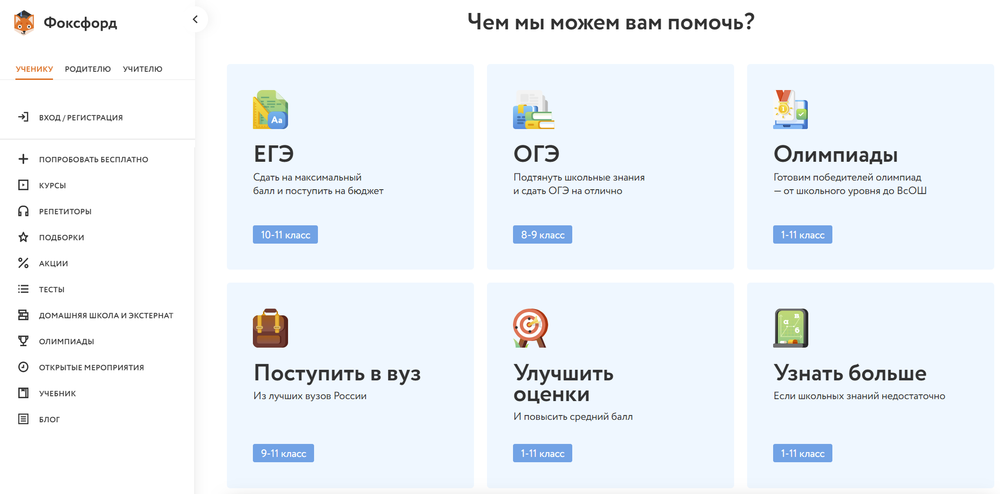 Фоксфорд
УЧЕНИКУ РОДИТЕЛЮ УЧИТЕЛЮ
ВХОД / РЕГИСТРАЦИЯ
ПОПРОБОВАТЬ БЕСПЛАТНО
КУРСЫ
РЕПЕТИТОРЫ
ПОДБОРКИ
АКЦИИ
ТЕСТЫ
ДОМАШНЯЯ ШКОЛА И ЭКСТЕРНАТ
ОЛИМПИАДЫ
ОТКРЫТЫЕ МЕРОПРИЯТИЯ
УЧЕБНИК
БЛОГ
Чем мы можем вам помочь?
Aa
ЕГЭ
Сдать на максимальный
балл и поступить на бюджет
10-11 класс
ОГЭ
Подтянуть школьные знания
и сдать ОГЭ на отлично
8-9 класс
1
Олимпиады
Готовим победителей олимпиад
— от школьного уровня до ВсОШ
1-11 класс
Поступить в вуз
Из лучших вузов России
9-11 класс
Улучшить
оценки
И повысить средний балл
1-11 класс
в
а
б
Узнать больше
Если школьных знаний недостаточно
1-11 класс